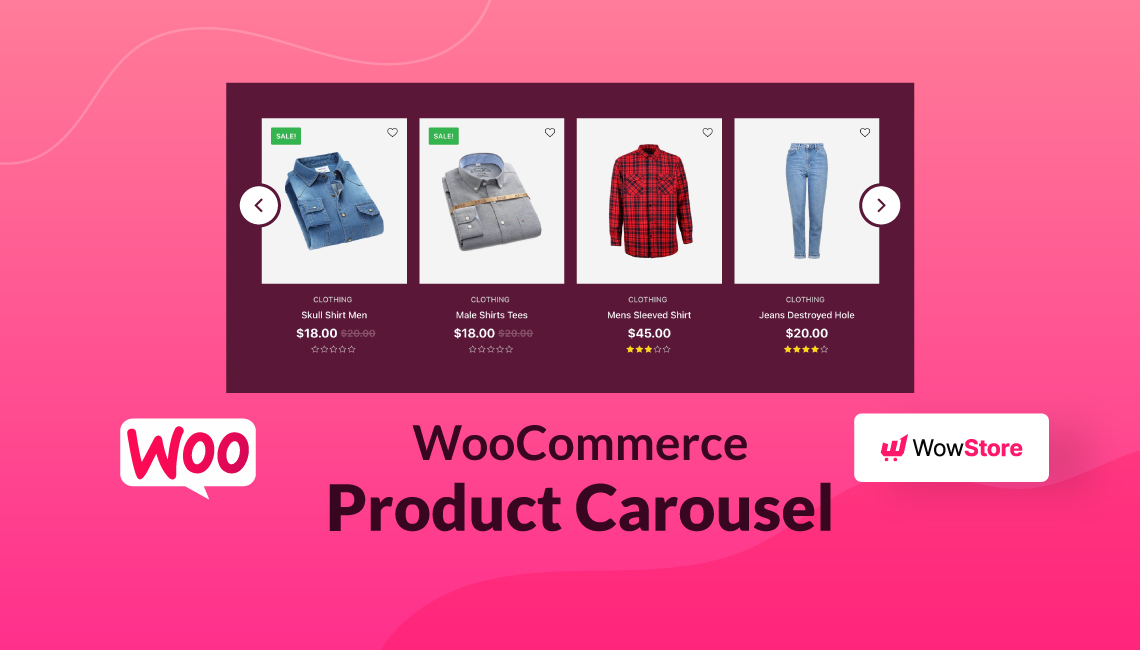 SALE!
SALE!
CLOTHING
CLOTHING
CLOTHING
CLOTHING
Skull Shirt Men
Male Shirts Tees
Mens Sleeved Shirt
Jeans Destroyed Hole
$18.00 $20.00
$18.00 $20.00
$45.00
$20.00
Woo
WooCommerce
Product Carousel
WowStore